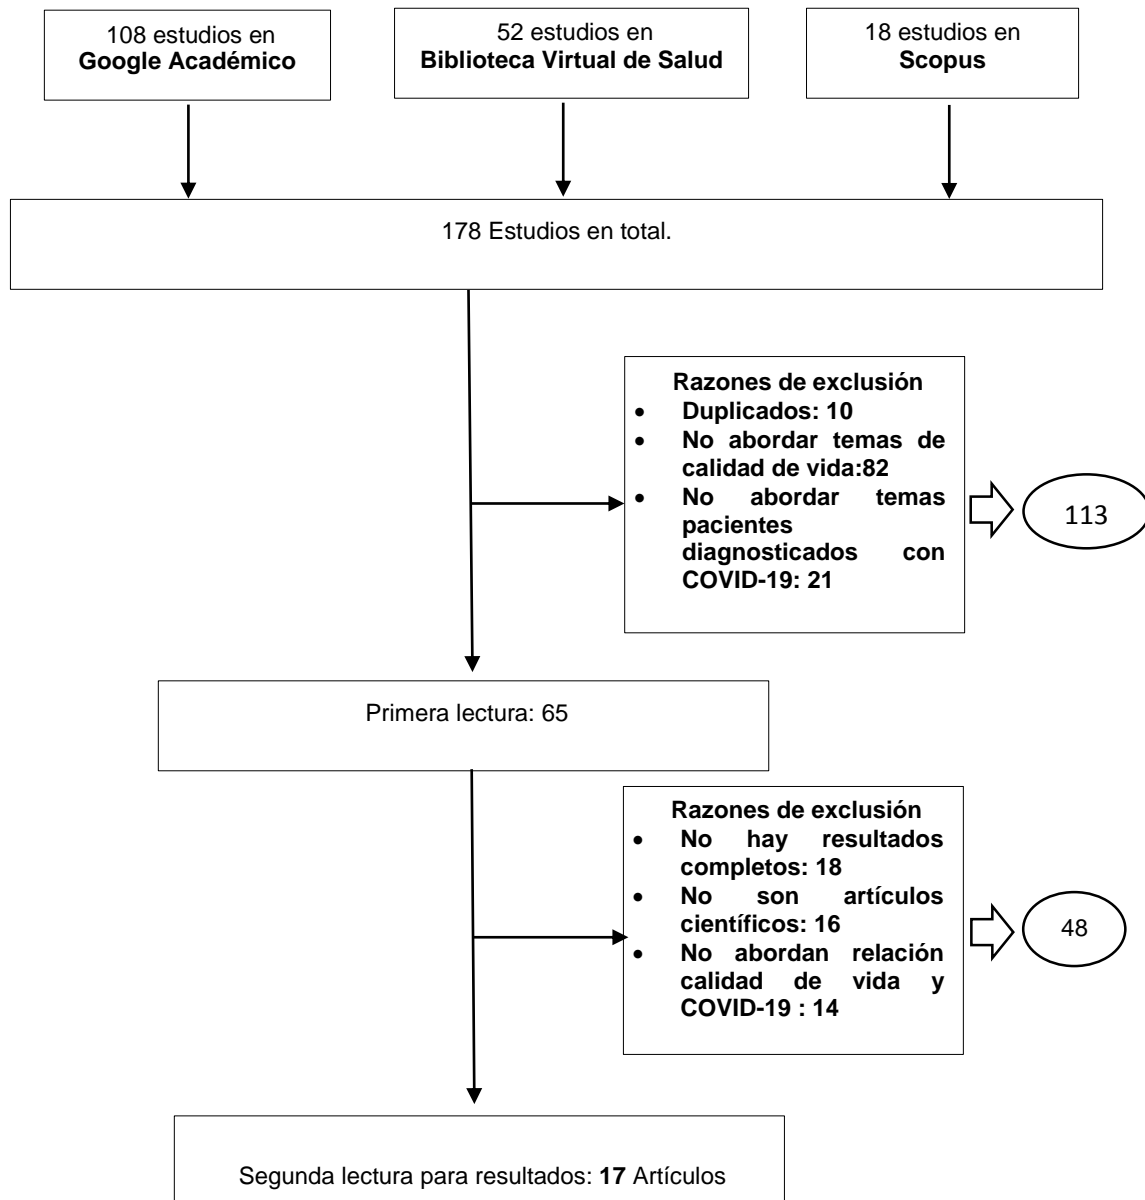 108 estudios en
Google Académico
52 estudios en
Biblioteca Virtual de Salud
18 estudios en
Scopus
178 Estudios en total.
Razones de exclusión
• Duplicados: 10
• No abordar temas de
calidad de vida:82
• No abordar temas
pacientes
diagnosticados con
COVID-19: 21
113
Primera lectura: 65
Razones de exclusión
• No hay resultados
completos: 18
• No son artículos
científicos: 16
• No abordan relación
calidad de vida y
COVID-19 : 14
48
Segunda lectura para resultados: 17 Artículos